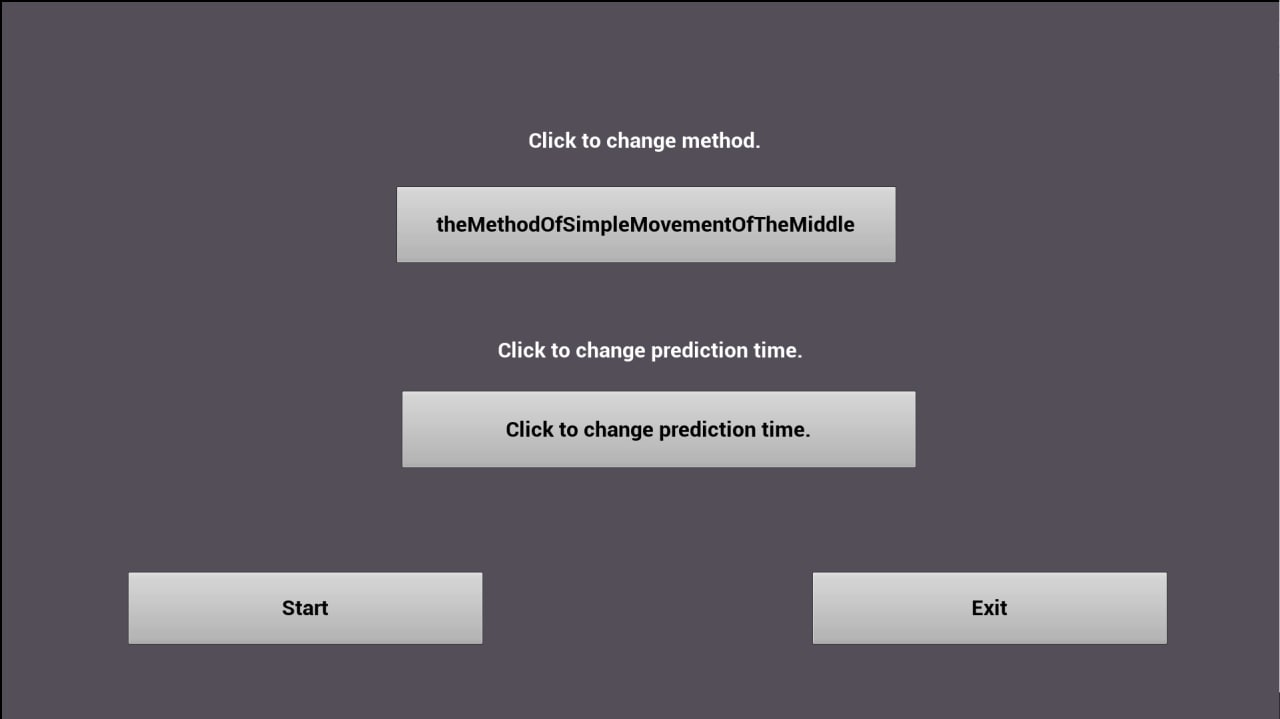 Click to change method.
theMethodOfSimpleMovementOfTheMiddle
Click to change prediction time.
Click to change prediction time.
Start
Exit